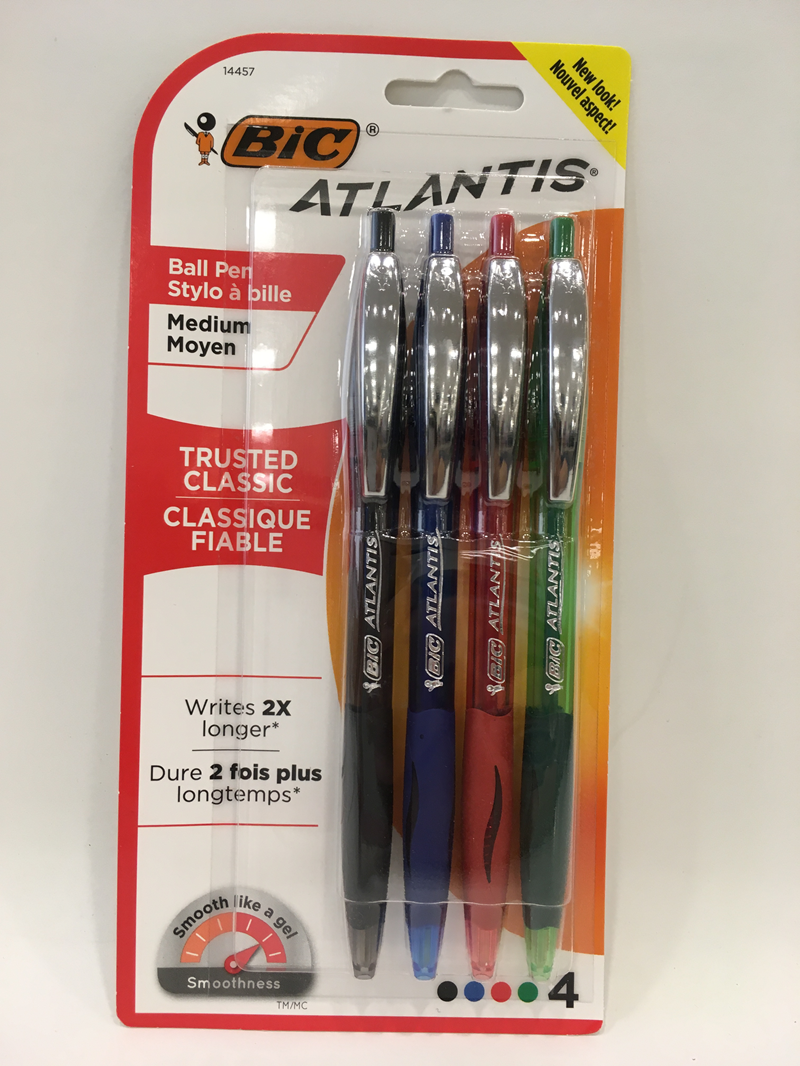 14457
New look!
Nouvel aspect!
BiC®
ATLANTIS®
Ball Pen
Stylo à bille
Medium
Moyen
TRUSTED
CLASSIC
CLASSIQUE
FIABLE
BiC ATLANTIS
BiC ATLANTIS
BiC ATLANTIS
BiC ATLANTIS
Writes 2X
longer*
Dure 2 fois plus
longtemps*
Smooth like a gel
Smoothness
TM/MC
4